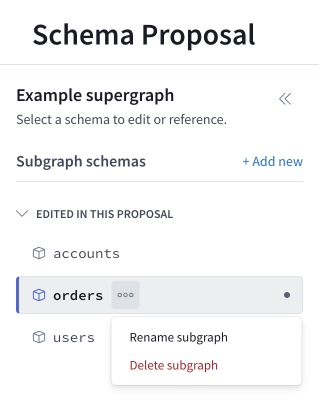 Schema Proposal
Example supergraph
Select a schema to edit or reference.
Subgraph schemas
+ Add new
EDITED IN THIS PROPOSAL
accounts
orders
users
Rename subgraph
Delete subgraph